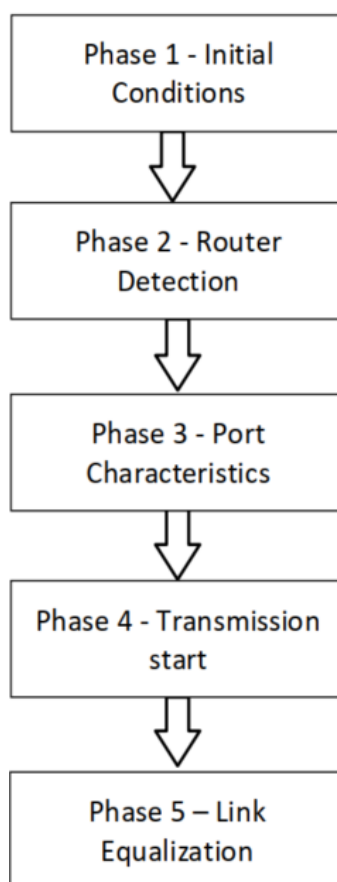 Phase 1 - Initial
Conditions
Phase 2 - Router
Detection
Phase 3 - Port
Characteristics
Phase 4 - Transmission
start
Phase 5 – Link
Equalization